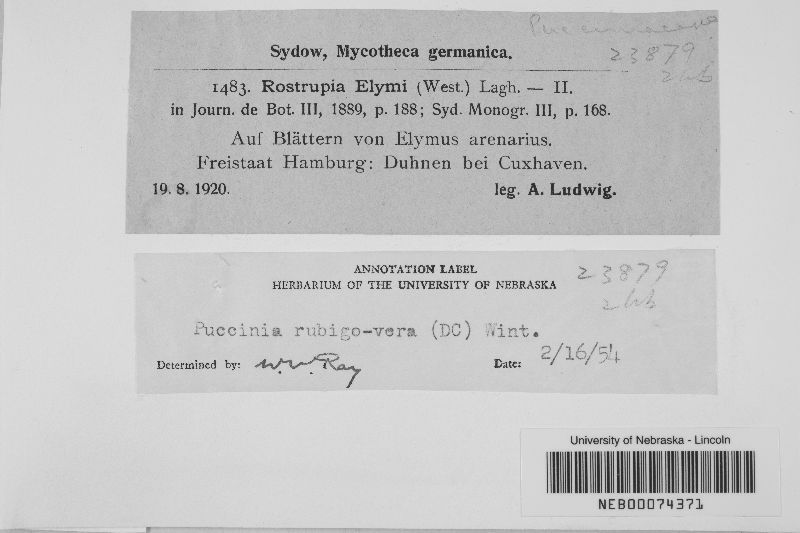 Pucciniaceae
23879
Sydow, Mycotheca germanica.
1483. Rostrupia Elymi (West.) Lagh. — II.
in Journ. de Bot. III, 1889, p. 188; Syd. Monogr. III, p. 168.
Auf Blättern von Elymus arenarius.
Freistaat Hamburg: Duhnen bei Cuxhaven.
19. 8. 1920. leg. A. Ludwig.
ANNOTATION LABEL 23879
HERBARIUM OF THE UNIVERSITY OF NEBRASKA
Puccinia rubigo-vera (DC) Wint.
Determined by: W. W. Ray Date: 2/16/54
University of Nebraska - Lincoln
NEB00074371